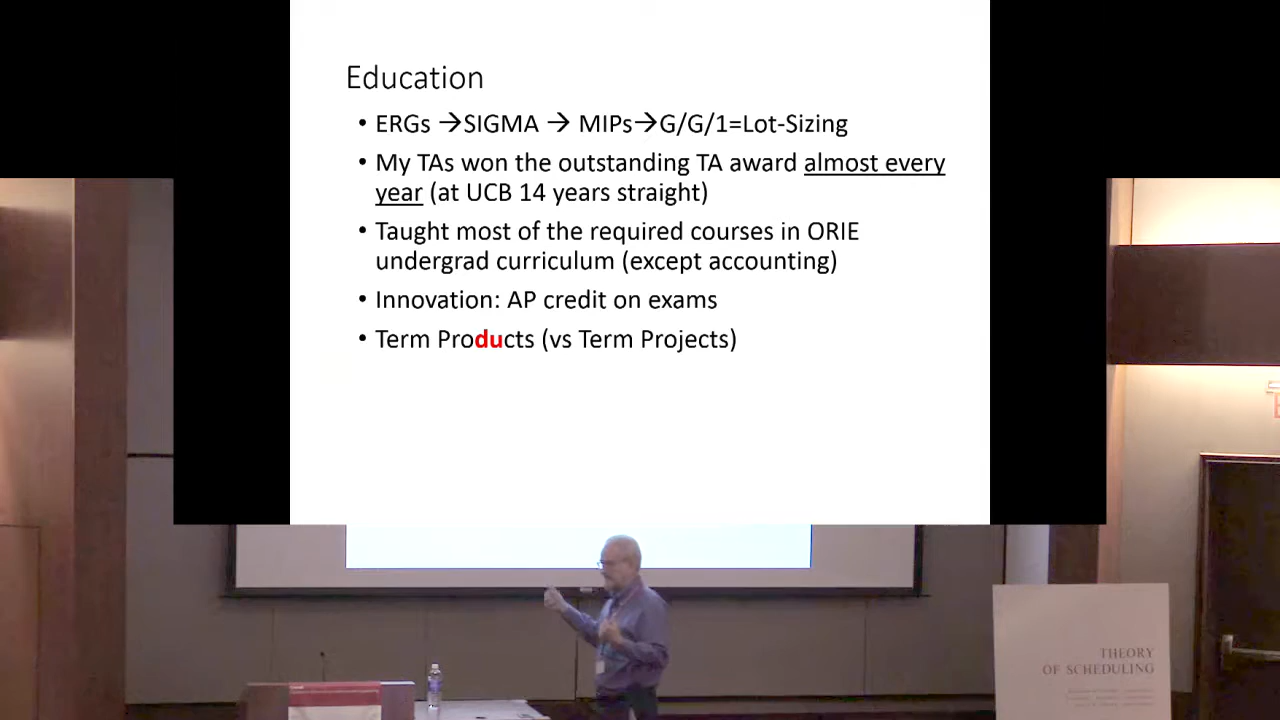 Education
• ERGs →SIGMA → MIPs→G/G/1=Lot-Sizing
• My TAs won the outstanding TA award almost every
year (at UCB 14 years straight)
• Taught most of the required courses in ORIE
undergrad curriculum (except accounting)
• Innovation: AP credit on exams
• Term Products (vs Term Projects)
THEORY
OF SCHEDULING